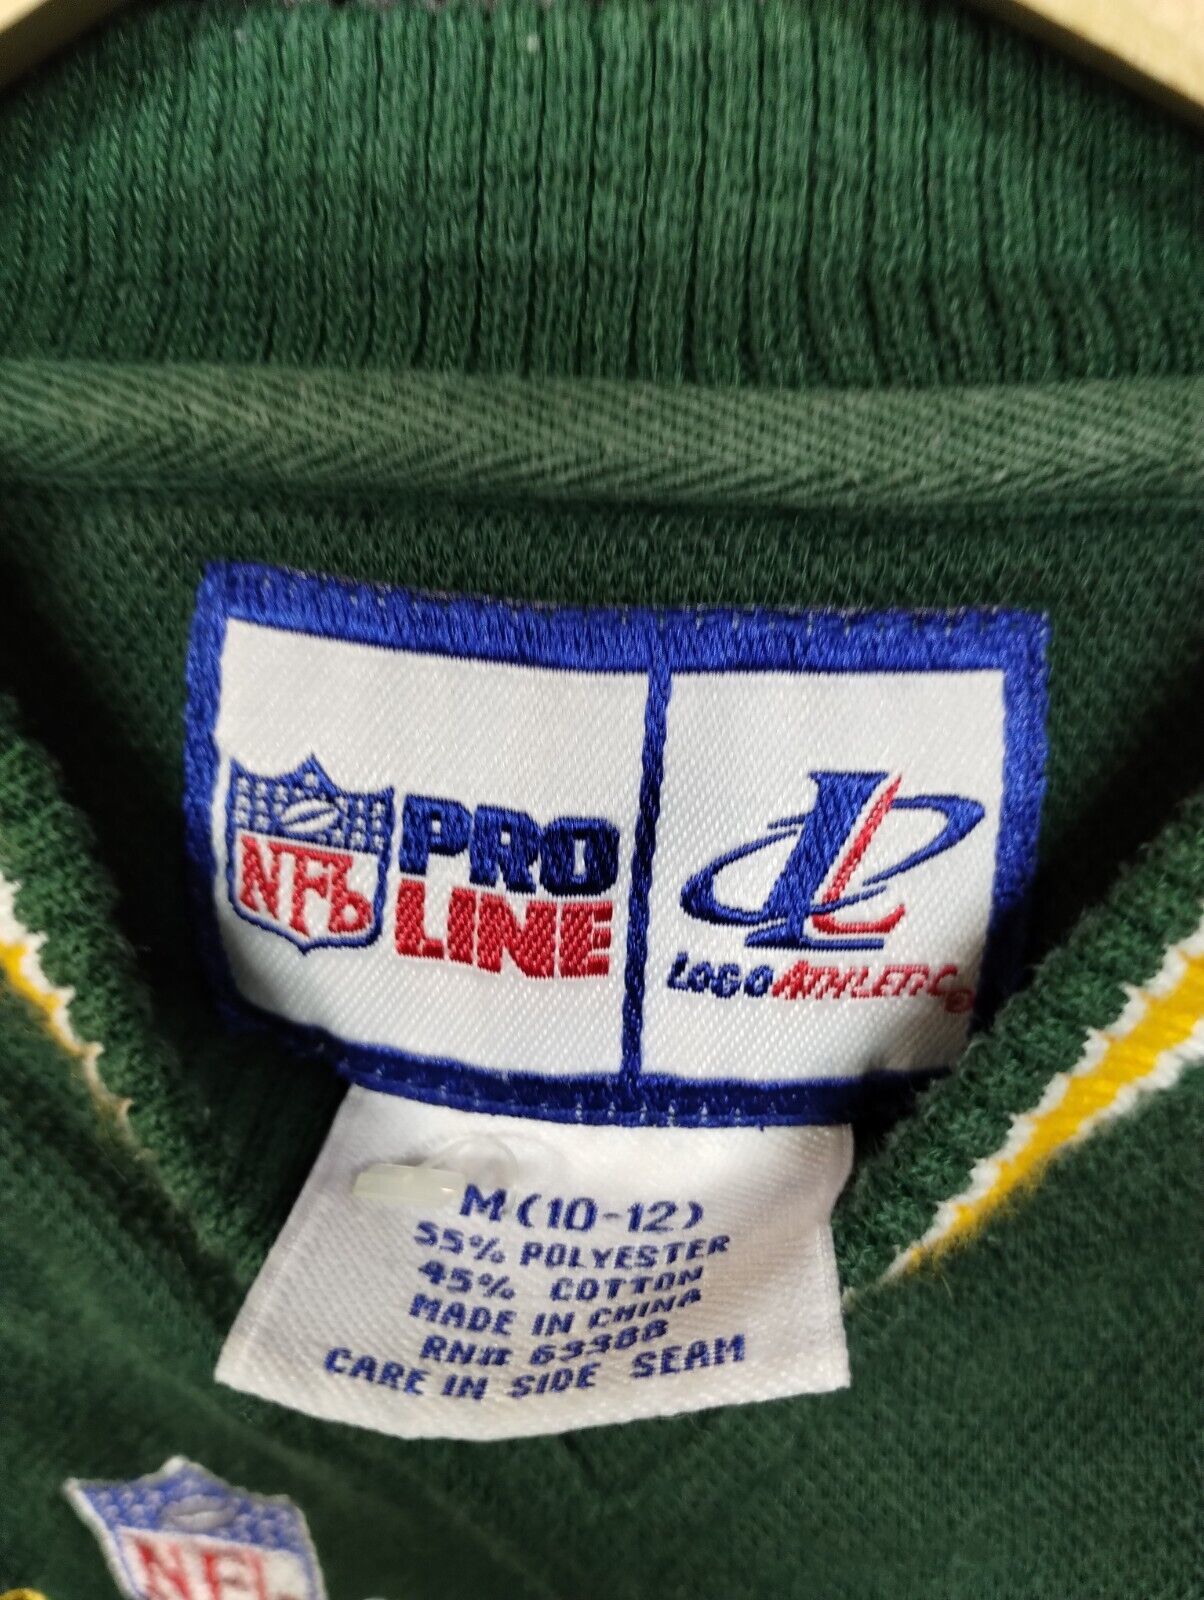 NFL
PRO
LINE
LOGO ATHLETIC
M (10-12)
55% POLYESTER
45% COTTON
MADE IN CHINA
RN# 63388
CARE IN SIDE SEAM
NFL